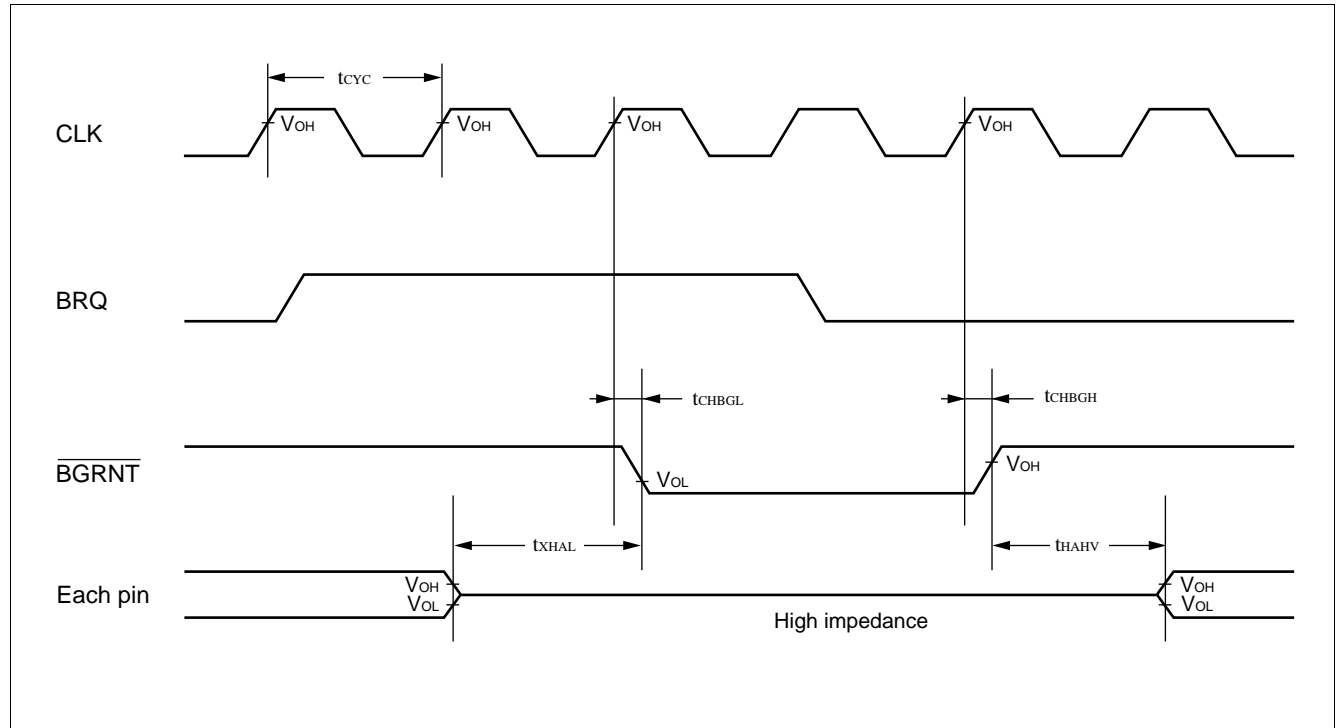 tCYC
CLK
VOH
VOH
VOH
VOH
BRQ
tCHBGL
tCHBGH
BGRNT
VOL
VOH
tXHAL
tHAHV
Each pin
VOH
VOL
High impedance
VOH
VOL